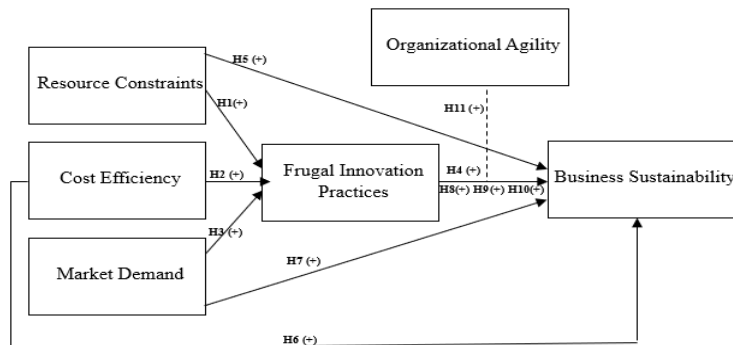 Organizational Agility
H5 (+)
Resource Constraints
H1(+)
H11 (+)
Cost Efficiency
H2 (+)
Frugal Innovation
Practices
H4 (+)
H8(+) H9(+) H10(+)
Business Sustainability
H3 (+)
Market Demand
H7 (+)
H6 (+)